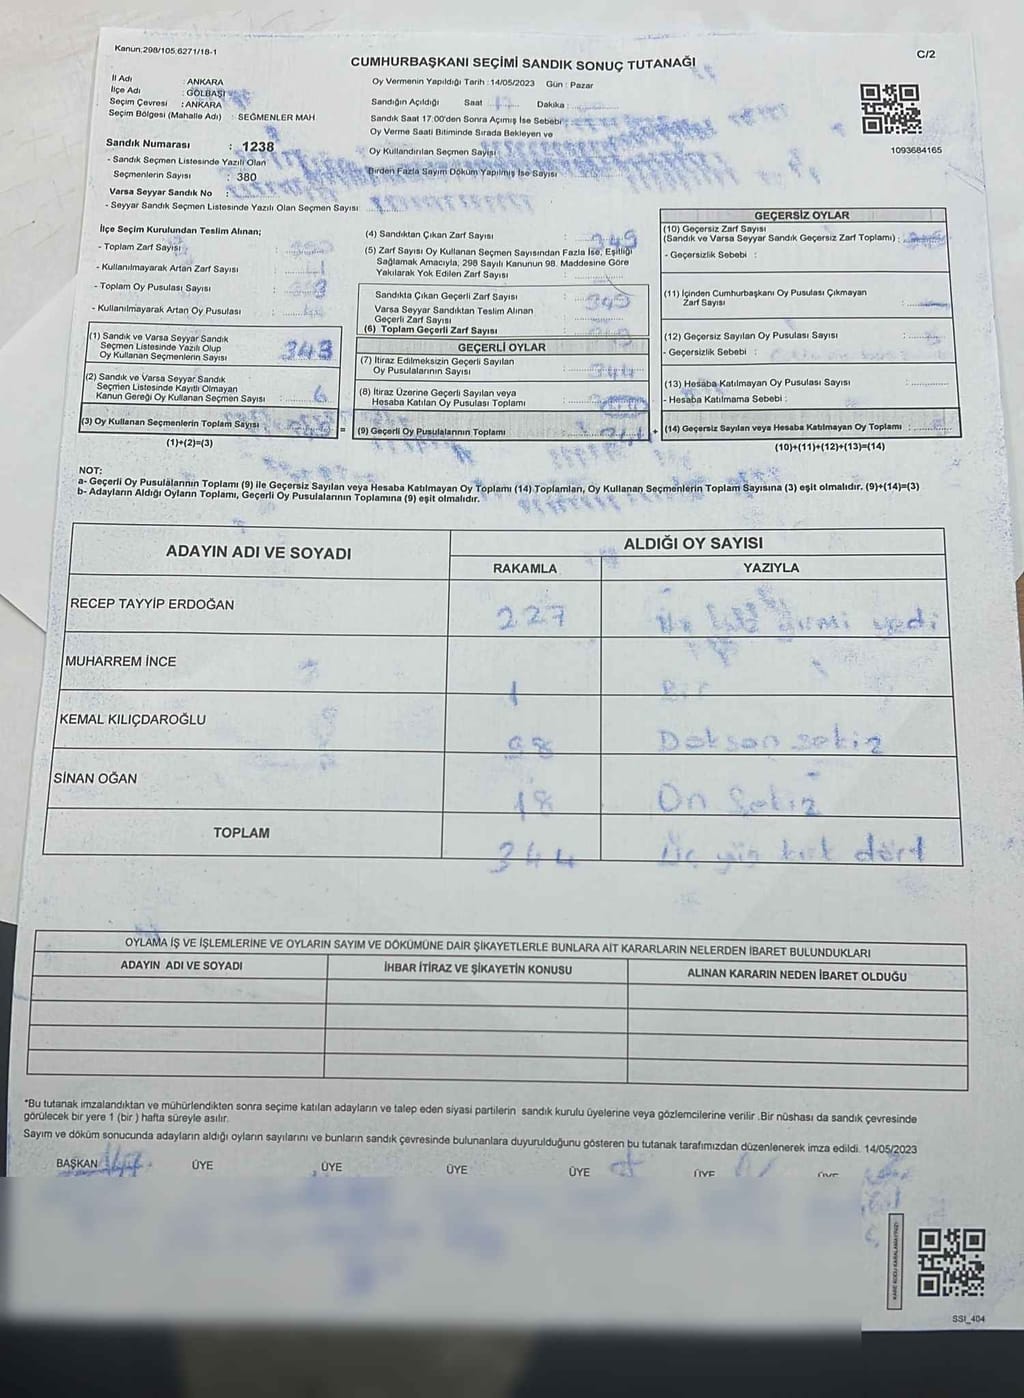 Kanun;298/105,6271/18-1
C/2
CUMHURBAŞKANI SEÇİMİ SANDIK SONUÇ TUTANAĞI
İl Adı : ANKARA
İlçe Adı : GÖLBAŞI
Seçim Çevresi : ANKARA
Seçim Bölgesi (Mahalle Adı) : SEĞMENLER MAH.
Oy Vermenin Yapıldığı Tarih : 14/05/2023 Gün : Pazar
Sandığın Açıldığı Saat Dakika :
Sandık Saat 17:00'den Sonra Açımış İse Sebebi :
Oy Verme Saati Bitiminde Sırada Bekleyen ve
Oy Kullandırılan Seçmen Sayısı
Birden Fazla Sayım Döküm Yapılmış İse Sayısı
1093684165
Sandık Numarası : 1238
- Sandık Seçmen Listesinde Yazılı Olan
Seçmenlerin Sayısı : 380
Varsa Seyyar Sandık No :
- Seyyar Sandık Seçmen Listesinde Yazılı Olan Seçmen Sayısı
İlçe Seçim Kurulundan Teslim Alınan;
- Toplam Zarf Sayısı :
- Kullanılmayarak Artan Zarf Sayısı :
- Toplam Oy Pusulası Sayısı :
- Kullanılmayarak Artan Oy Pusulası :
(1) Sandık ve Varsa Seyyar Sandık
Seçmen Listesinde Yazılı Olup
Oy Kullanan Seçmenlerin Sayısı 343
(2) Sandık ve Varsa Seyyar Sandık
Seçmen Listesinde Kayıtlı Olmayan
Kanun Gereği Oy Kullanan Seçmen Sayısı : 6
(3) Oy Kullanan Seçmenlerin Toplam Sayısı
(1)+(2)=(3)
(4) Sandıktan Çıkan Zarf Sayısı : 349
(5) Zarf Sayısı Oy Kullanan Seçmen Sayısından Fazla İse, Eşitliği
Sağlamak Amacıyla, 298 Sayılı Kanunun 98. Maddesine Göre
Yakılarak Yok Edilen Zarf Sayısı :
Sandıkta Çıkan Geçerli Zarf Sayısı : 349
Varsa Seyyar Sandıktan Teslim Alınan
Geçerli Zarf Sayısı :
(6) Toplam Geçerli Zarf Sayısı :
GEÇERLİ OYLAR
(7) İtiraz Edilmeksizin Geçerli Sayılan
Oy Pusulalarının Sayısı : 344
(8) İtiraz Üzerine Geçerli Sayılan veya
Hesaba Katılan Oy Pusulası Toplamı :
= (9) Geçerli Oy Pusulalarının Toplamı : 344 +
GEÇERSİZ OYLAR
(10) Geçersiz Zarf Sayısı
(Sandık ve Varsa Seyyar Sandık Geçersiz Zarf Toplamı) :
- Geçersizlik Sebebi :
(11) İçinden Cumhurbaşkanı Oy Pusulası Çıkmayan
Zarf Sayısı :
(12) Geçersiz Sayılan Oy Pusulası Sayısı :
- Geçersizlik Sebebi :
(13) Hesaba Katılmayan Oy Pusulası Sayısı :
- Hesaba Katılmama Sebebi :
(14) Geçersiz Sayılan veya Hesaba Katılmayan Oy Toplamı :
(10)+(11)+(12)+(13)=(14)
NOT:
a- Geçerli Oy Pusulalarının Toplamı (9) ile Geçersiz Sayılan veya Hesaba Katılmayan Oy Toplamı (14) Toplamları, Oy Kullanan Seçmenlerin Toplam Sayısına (3) eşit olmalıdır. (9)+(14)=(3)
b- Adayların Aldığı Oyların Toplamı, Geçerli Oy Pusulalarının Toplamına (9) eşit olmalıdır.
ADAYIN ADI VE SOYADI
ALDIĞI OY SAYISI
RAKAMLA YAZIYLA
RECEP TAYYİP ERDOĞAN 227 yirmi yedi
MUHARREM İNCE 1 Bir
KEMAL KILIÇDAROĞLU 98 Doksan sekiz
SİNAN OĞAN 18 On Sekiz
TOPLAM 344 Üç yüz kırk dört
OYLAMA İŞ VE İŞLEMLERİNE VE OYLARIN SAYIM VE DÖKÜMÜNE DAİR ŞİKAYETLERLE BUNLARA AİT KARARLARIN NELERDEN İBARET BULUNDUKLARI
ADAYIN ADI VE SOYADI İHBAR İTİRAZ VE ŞİKAYETİN KONUSU ALINAN KARARIN NEDEN İBARET OLDUĞU
*Bu tutanak imzalandıktan ve mühürlendikten sonra seçime katılan adayların ve talep eden siyasi partilerin sandık kurulu üyelerine veya gözlemcilerine verilir .Bir nüshası da sandık çevresinde
görülecek bir yere 1 (bir ) hafta süreyle asılır.
Sayım ve döküm sonucunda adayların aldığı oyların sayılarını ve bunların sandık çevresinde bulunanlara duyurulduğunu gösteren bu tutanak tarafımızdan düzenlenerek imza edildi. 14/05/2023
BAŞKAN ÜYE ÜYE ÜYE ÜYE ÜYE ÜYE
KARE KODU KARALAMAYINIZ!
SSI_404